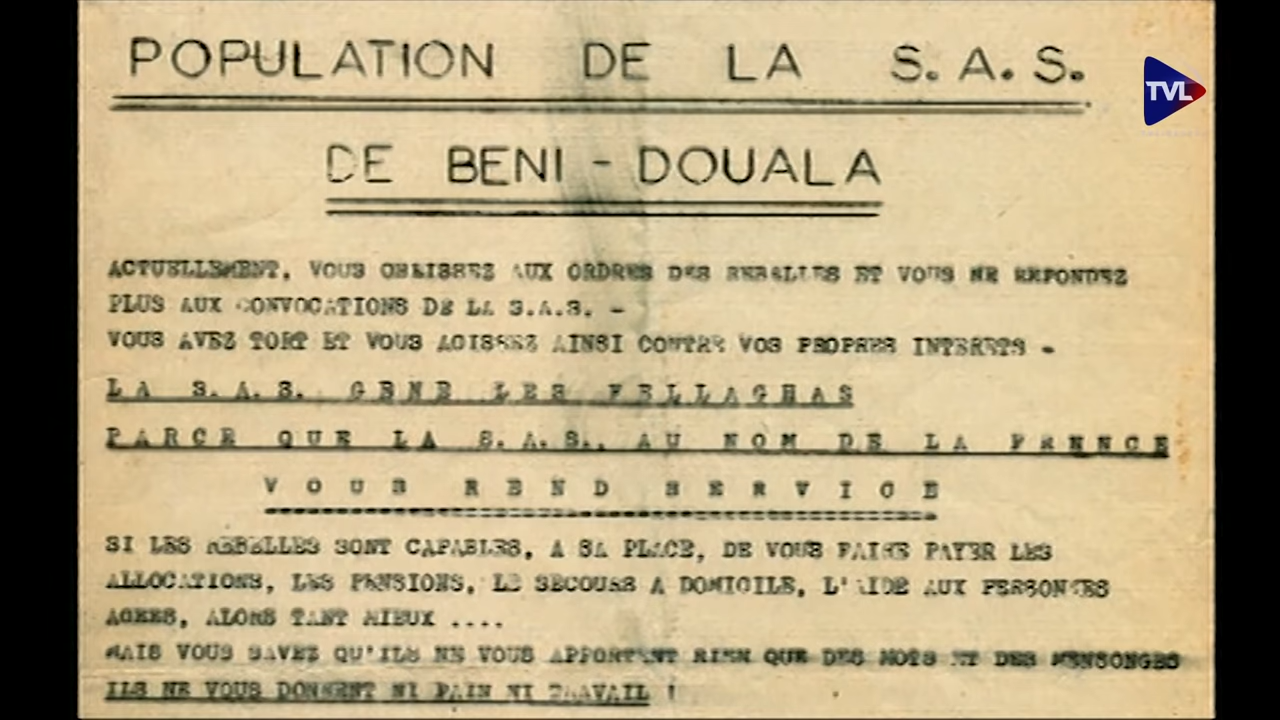 POPULATION DE LA S.A.S.
TVL
DE BENI-DOUALA
ACTUELLEMENT, VOUS OBEISSEZ AUX ORDRES DES REBELLES ET VOUS NE REPONDEZ
PLUS AUX CONVOCATIONS DE LA S.A.S. -
VOUS AVEZ TORT ET VOUS AGISSEZ AINSI CONTRE VOS PROPRES INTERETS -
LA S.A.S. GENE LES FELLAGHAS
PARCE QUE LA S.A.S., AU NOM DE LA FRENCE
VOUS REND SERVICE
SI LES REBELLES SONT CAPABLES, A SA PLACE, DE VOUS FAIRE PAYER LES
ALLOCATIONS, LES PENSIONS, LE SECOURS A DOMICILE, L'AIDE AUX PERSONNES
AGEES, ALORS TANT MIEUX ....
MAIS VOUS SAVEZ QU'ILS NE VOUS APPORTENT RIEN QUE DES MOTS ET DES MENSONGES
ILS NE VOUS DONNENT NI PAIN NI TRAVAIL !